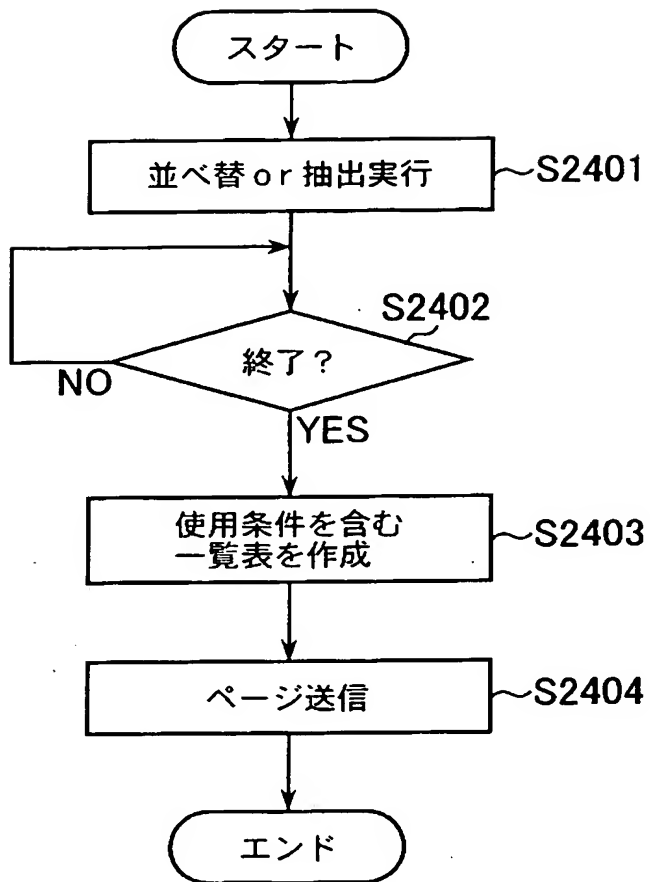 スタート
並べ替or抽出実行
S2401
S2402
終了？
NO
YES
使用条件を含む
一覧表を作成
S2403
ページ送信
S2404
エンド